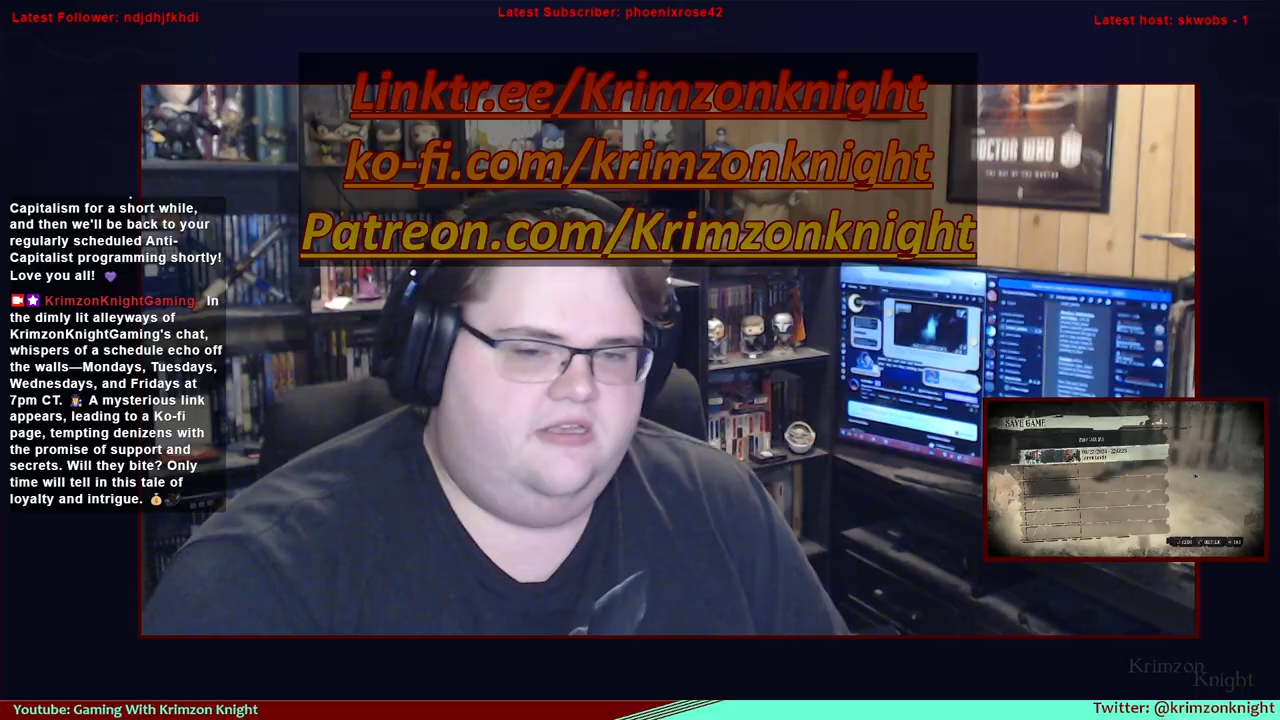 Latest Follower: ndjdhjfkhdi
Latest Subscriber: phoenixrose42
Latest host: skwobs - 1
Linktr.ee/Krimzonknight
ko-fi.com/krimzonknight
Patreon.com/Krimzonknight
DOCTOR WHO
Capitalism for a short while,
and then we'll be back to your
regularly scheduled Anti-
Capitalist programming shortly!
Love you all! 💜
KrimzonKnightGaming: In
the dimly lit alleyways of
KrimzonKnightGaming's chat,
whispers of a schedule echo off
the walls—Mondays, Tuesdays,
Wednesdays, and Fridays at
7pm CT. A mysterious link
appears, leading to a Ko-fi
page, tempting denizens with
the promise of support and
secrets. Will they bite? Only
time will tell in this tale of
loyalty and intrigue. 💰
SAVE GAME
Krimzon
Knight
Youtube: Gaming With Krimzon Knight
Twitter: @krimzonknight